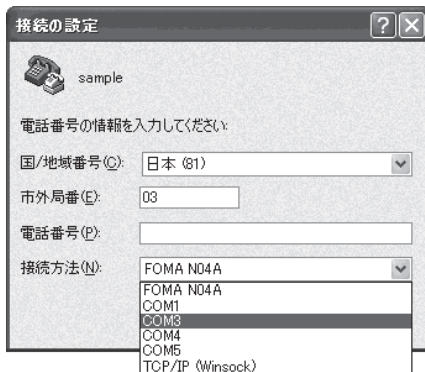 接続の設定
sample
電話番号の情報を入力してください:
国/地域番号(C): 日本 (81)
市外局番(E): 03
電話番号(P):
接続方法(N): FOMA N04A
FOMA N04A
COM1
COM3
COM4
COM5
TCP/IP (Winsock)